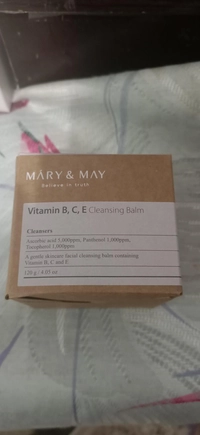 MARY & MAY
believe in truth
Vitamin B, C, E Cleansing Balm
Cleansers
Ascorbic acid 5,000ppm, Panthenol 1,000ppm,
Tocopherol 1,000ppm
A gentle skincare facial cleansing balm containing
Vitamin B, C and E
120 g / 4.05 oz